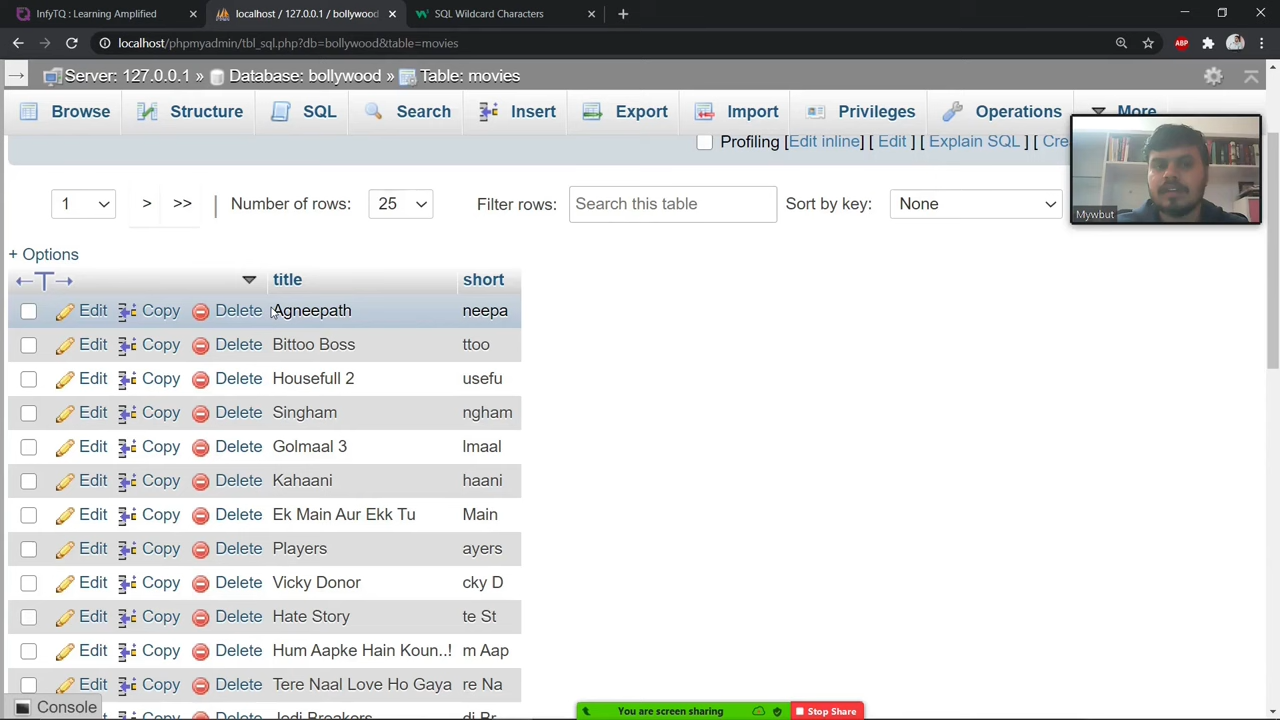 InfyTQ : Learning Amplified
localhost / 127.0.0.1 / bollywood
SQL Wildcard Characters
localhost/phpmyadmin/tbl_sql.php?db=bollywood&table=movies
ABP
Server: 127.0.0.1 » Database: bollywood » Table: movies
Browse Structure SQL Search Insert Export Import Privileges Operations More
Profiling [Edit inline] [ Edit ] [ Explain SQL ] [ Cre
Mywbut
1 > >> Number of rows: 25 Filter rows: Search this table Sort by key: None
+ Options
title short
Edit Copy Delete Agneepath neepa
Edit Copy Delete Bittoo Boss ttoo
Edit Copy Delete Housefull 2 usefu
Edit Copy Delete Singham ngham
Edit Copy Delete Golmaal 3 lmaal
Edit Copy Delete Kahaani haani
Edit Copy Delete Ek Main Aur Ekk Tu Main
Edit Copy Delete Players ayers
Edit Copy Delete Vicky Donor cky D
Edit Copy Delete Hate Story te St
Edit Copy Delete Hum Aapke Hain Koun..! m Aap
Edit Copy Delete Tere Naal Love Ho Gaya re Na
Jodi Breakers di Br
Console
You are screen sharing Stop Share